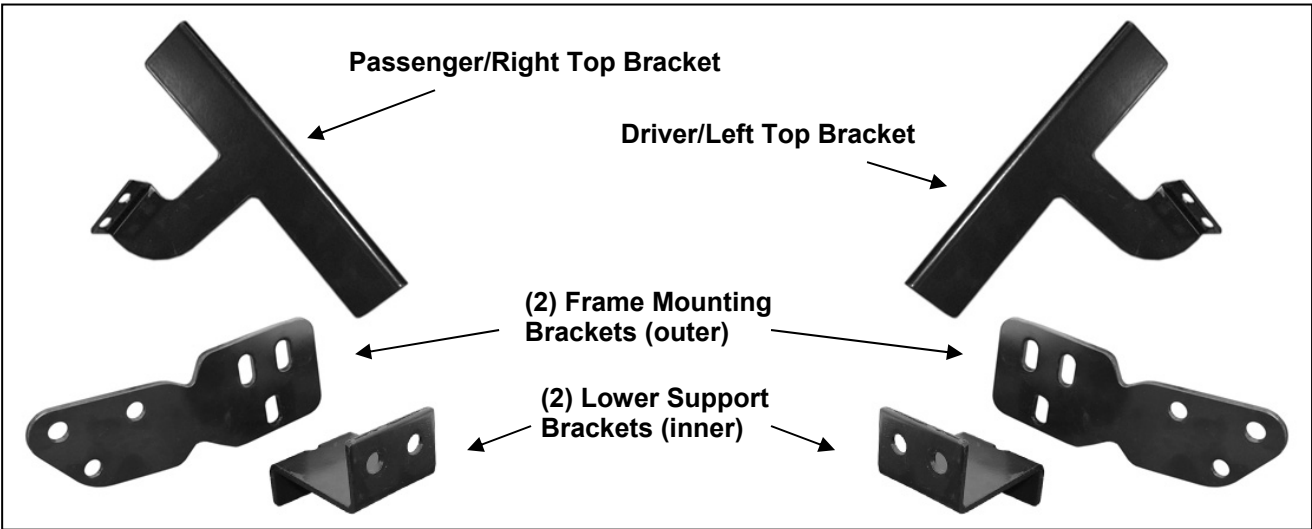 Passenger/Right Top Bracket
Driver/Left Top Bracket
(2) Frame Mounting
Brackets (outer)
(2) Lower Support
Brackets (inner)